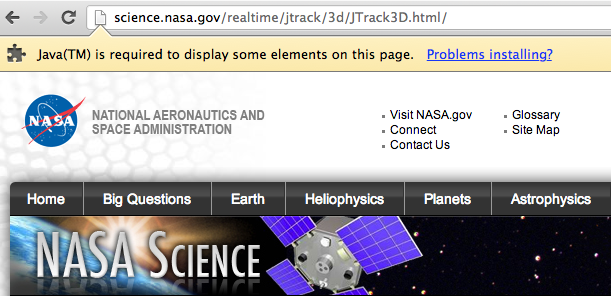 science.nasa.gov/realtime/jtrack/3d/JTrack3D.html/
Java(TM) is required to display some elements on this page. Problems installing?
NASA
NATIONAL AERONAUTICS AND
SPACE ADMINISTRATION
Visit NASA.gov
Connect
Contact Us
Glossary
Site Map
Home Big Questions Earth Heliophysics Planets Astrophysics
NASA SCIENCE